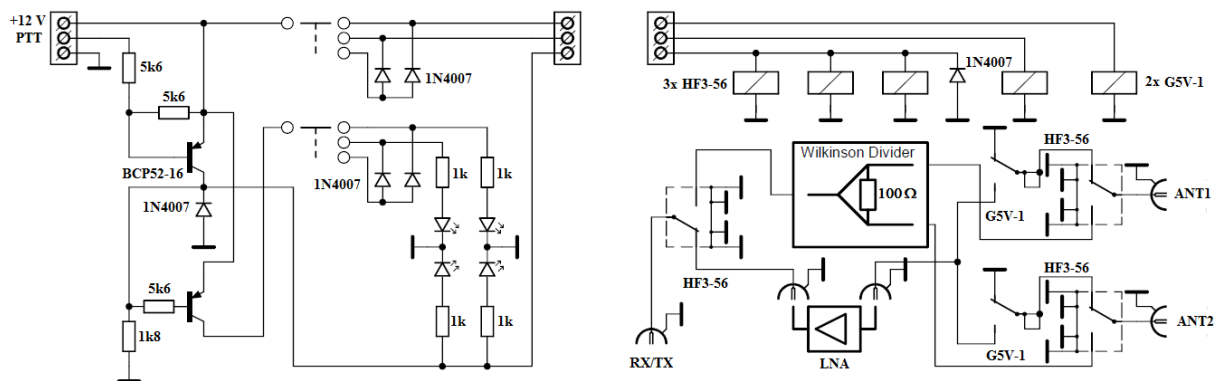 +12 V
PTT
5k6
5k6
BCP52-16
1N4007
5k6
1k8
1N4007
1N4007
1k
1k
1k
1k
3x HF3-56
1N4007
2x G5V-1
Wilkinson Divider
100 Ω
HF3-56
RX/TX
LNA
HF3-56
G5V-1
ANT1
HF3-56
G5V-1
ANT2